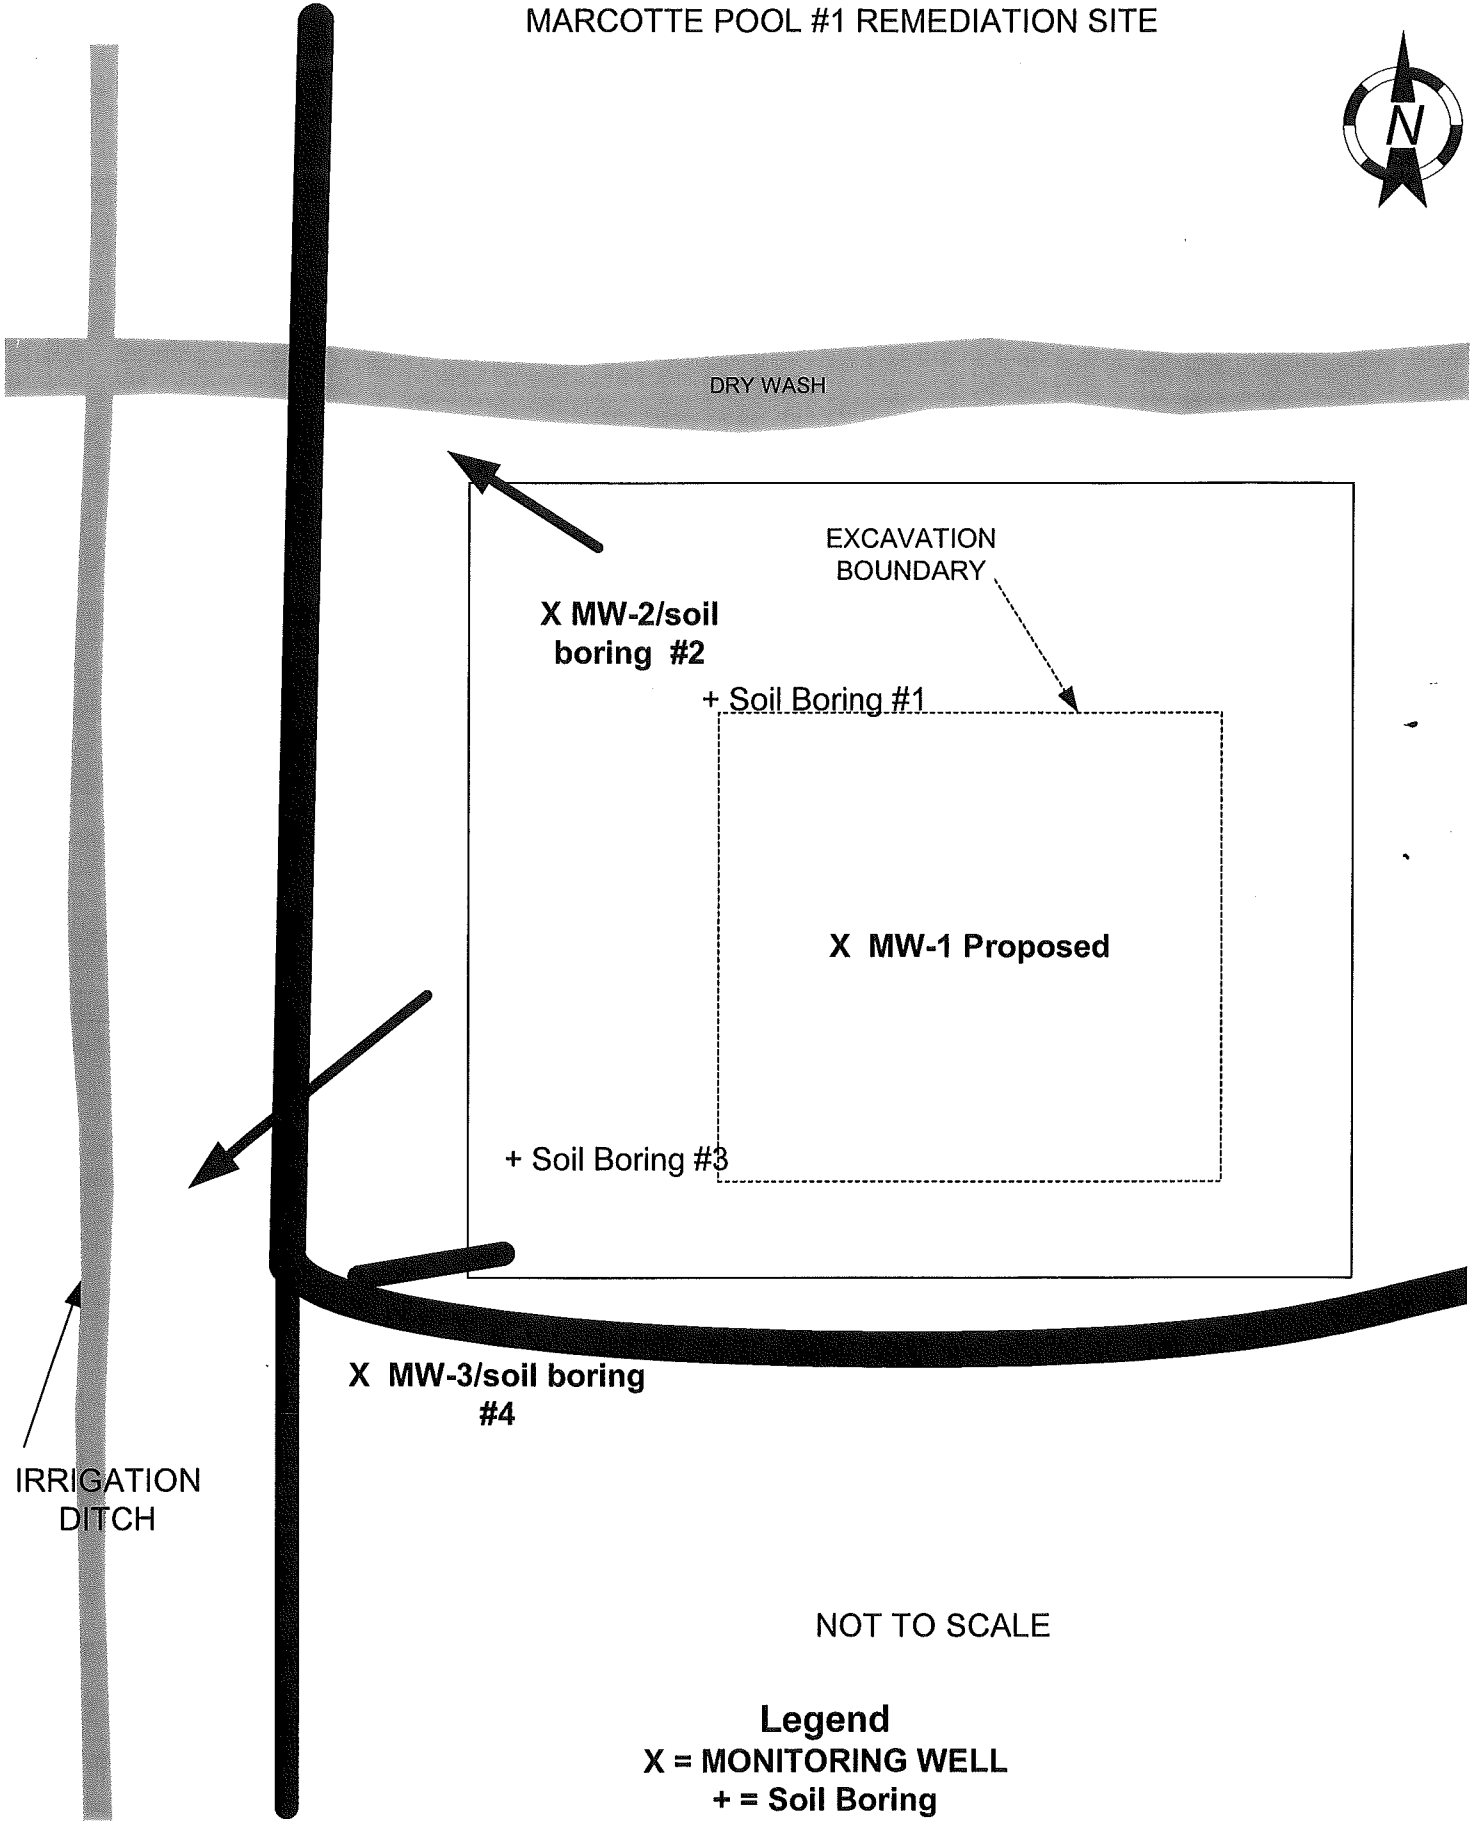 MARCOTTE POOL #1 REMEDIATION SITE
N
DRY WASH
EXCAVATION
BOUNDARY
X MW-2/soil
boring #2
+ Soil Boring #1
X MW-1 Proposed
+ Soil Boring #3
X MW-3/soil boring
#4
IRRIGATION
DITCH
NOT TO SCALE
Legend
X = MONITORING WELL
+ = Soil Boring